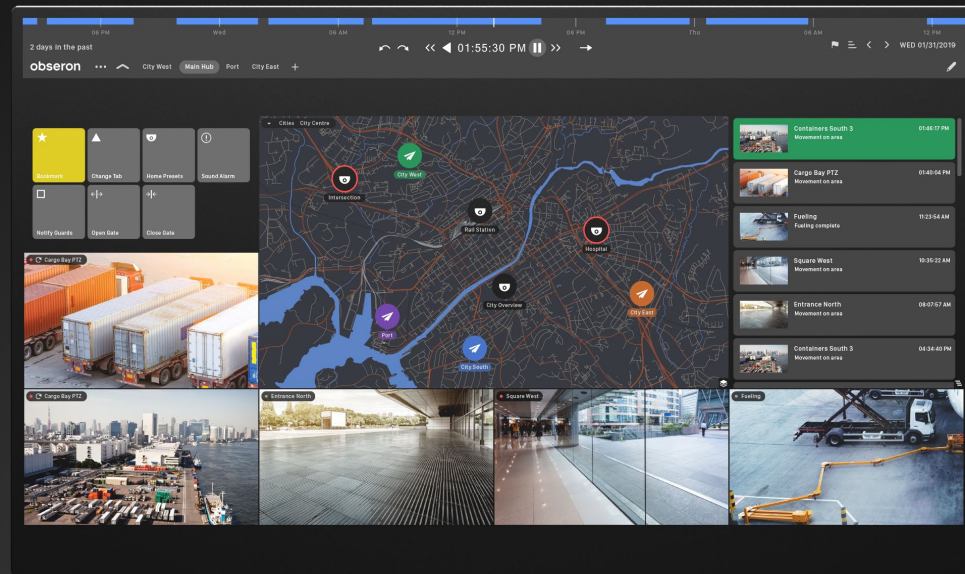 06 PM Wed 06 AM 12 PM 06 PM Thu 06 AM 12 PM
2 days in the past
01:55:30 PM
WED 01/31/2019
obseron
City West Main Hub Port City East
Bookmark Change Tab Home Presets Sound Alarm
Notify Guards Open Gate Close Gate
Cities City Centre
City West
Intersection
Rail Station
Hospital
City Overview
City East
Port
City South
Containers South 3 01:46:17 PM
Movement on area
Cargo Bay PTZ 01:40:04 PM
Movement on area
Fueling 11:23:54 AM
Fueling complete
Square West 10:35:22 AM
Movement on area
Entrance North 08:07:57 AM
Movement on area
Containers South 3 04:34:40 PM
Movement on area
Cargo Bay PTZ
Cargo Bay PTZ Entrance North Square West Fueling